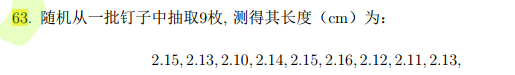 63. 随机从一批钉子中抽取9枚, 测得其长度（cm）为：
2.15, 2.13, 2.10, 2.14, 2.15, 2.16, 2.12, 2.11, 2.13,